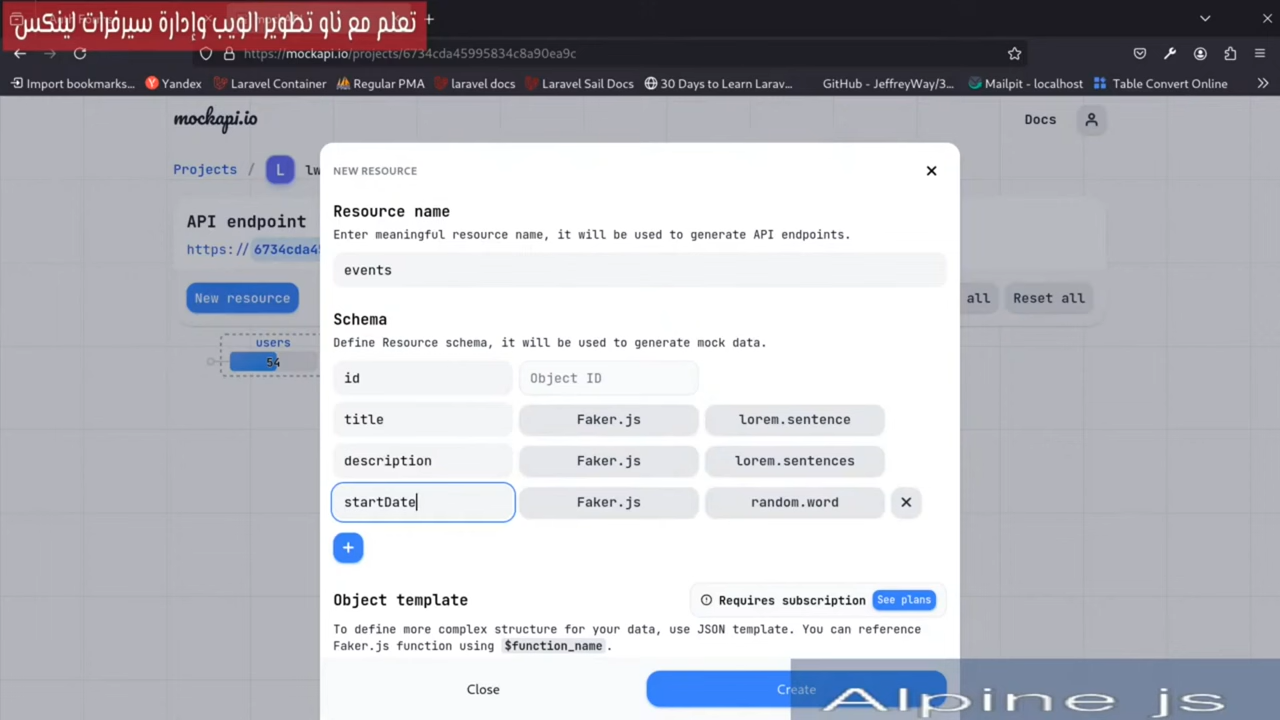 تعلم مع ناو تطوير الويب وإدارة سيرفرات لينكس
https://mockapi.io/projects/6734cda45995834c8a90ea9c
Import bookmarks... Yandex Laravel Container Regular PMA laravel docs Laravel Sail Docs 30 Days to Learn Larav... GitHub - JeffreyWay/3... Mailpit - localhost Table Convert Online
mockapi.io Docs
Projects / L lw
NEW RESOURCE
API endpoint
https://6734cda45
New resource all Reset all
users
54
Resource name
Enter meaningful resource name, it will be used to generate API endpoints.
events
Schema
Define Resource schema, it will be used to generate mock data.
id Object ID
title Faker.js lorem.sentence
description Faker.js lorem.sentences
startDate Faker.js random.word
Object template Requires subscription See plans
To define more complex structure for your data, use JSON template. You can reference
Faker.js function using $function_name.
Close Create
Alpine js